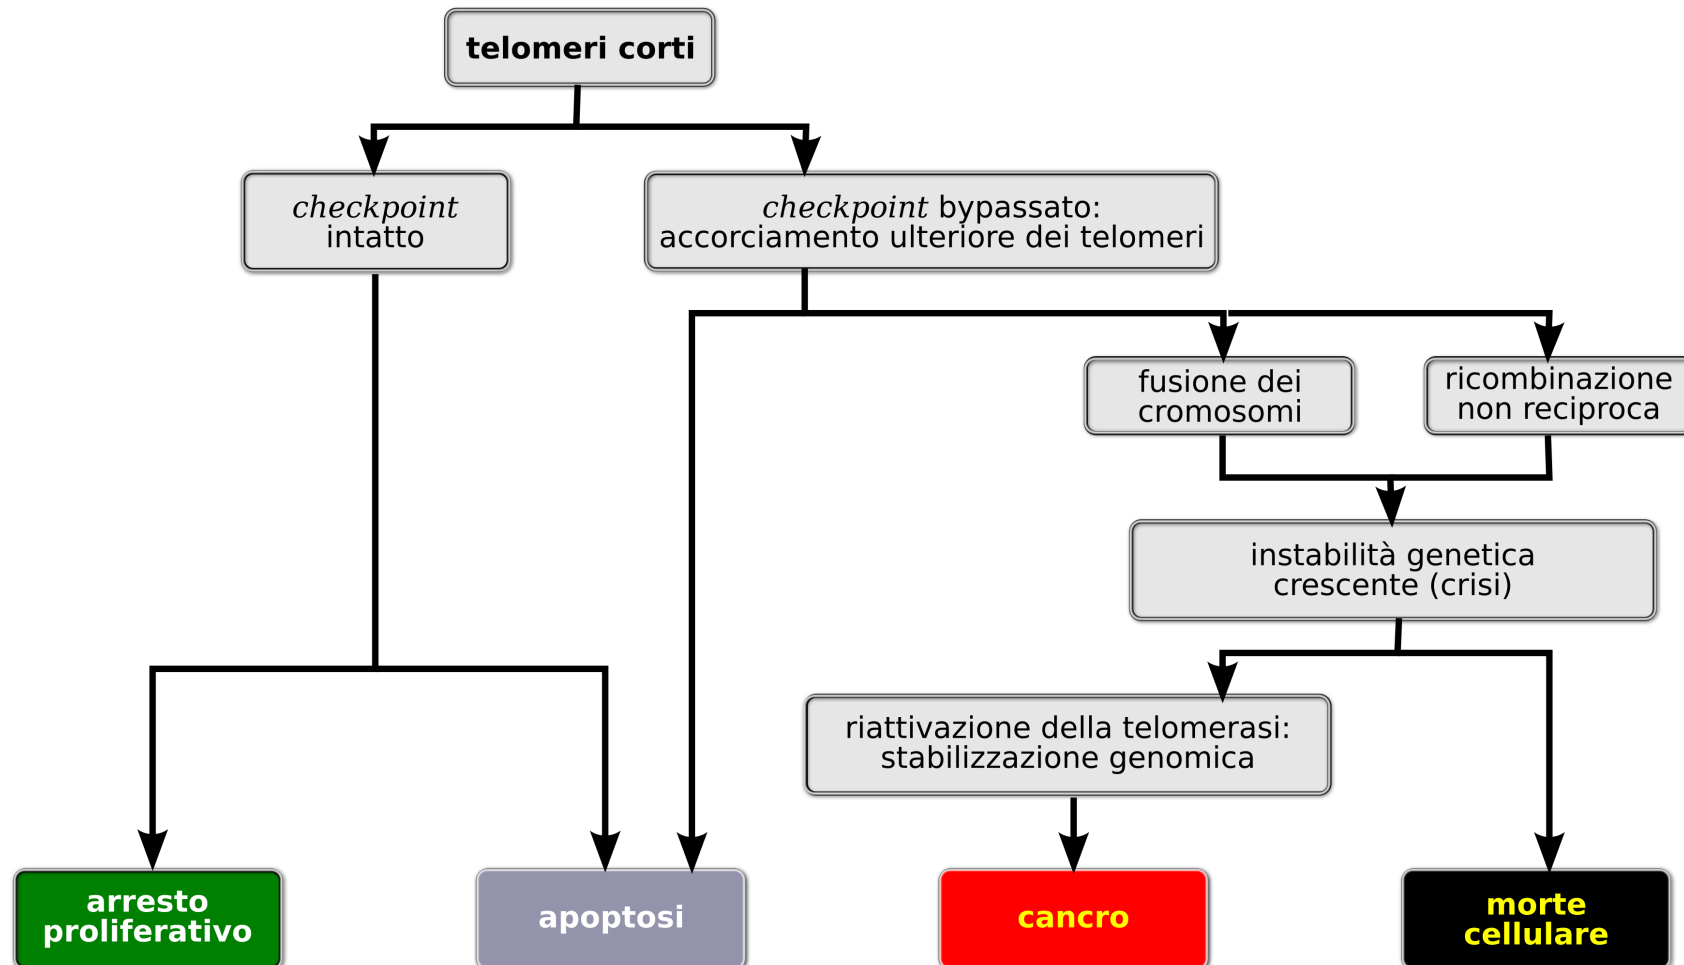 telomeri corti
checkpoint
intatto
checkpoint bypassato:
accorciamento ulteriore dei telomeri
fusione dei
cromosomi
ricombinazione
non reciproca
instabilità genetica
crescente (crisi)
riattivazione della telomerasi:
stabilizzazione genomica
arresto
proliferativo
apoptosi
cancro
morte
cellulare